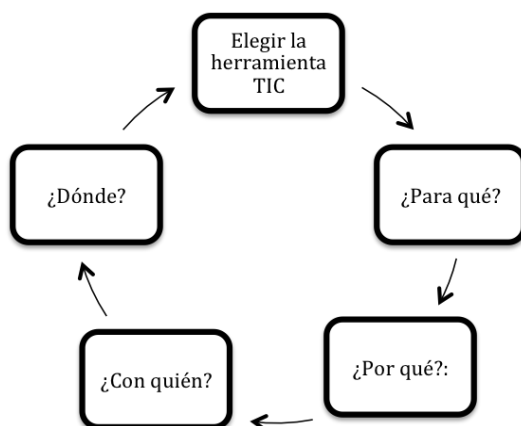 Elegir la
herramienta
TIC
¿Para qué?
¿Por qué?:
¿Con quién?
¿Dónde?